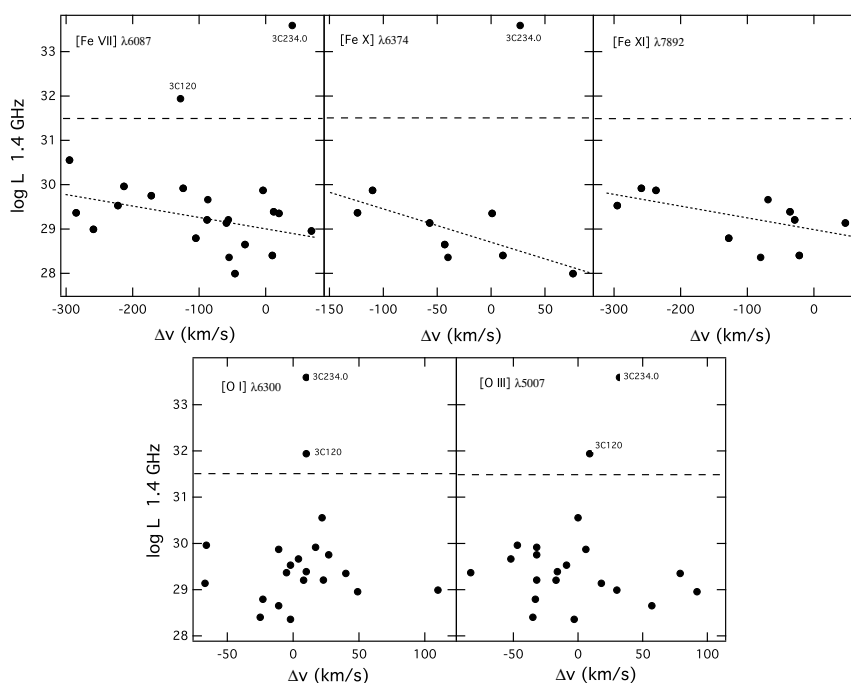 [Fe VII] λ6087
3C234.0
3C120
[Fe X] λ6374
3C234.0
[Fe XI] λ7892
log L 1.4 GHz
33
32
31
30
29
28
-300 -200 -100 0
-150 -100 -50 0 50
-300 -200 -100 0
Δv (km/s)
Δv (km/s)
Δv (km/s)
[O I] λ6300
3C234.0
3C120
[O III] λ5007
3C234.0
3C120
log L 1.4 GHz
33
32
31
30
29
28
-50 0 50 100
-50 0 50 100
Δv (km/s)
Δv (km/s)